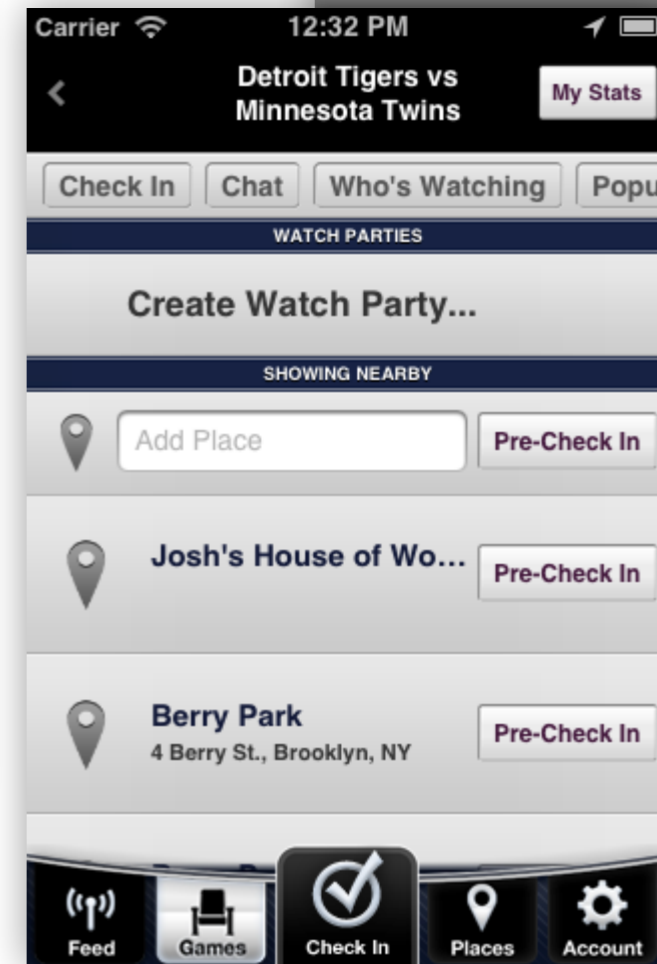 Carrier 12:32 PM
Detroit Tigers vs
Minnesota Twins
My Stats
Check In Chat Who's Watching Popu
WATCH PARTIES
Create Watch Party...
SHOWING NEARBY
Add Place Pre-Check In
Josh's House of Wo... Pre-Check In
Berry Park
4 Berry St., Brooklyn, NY
Pre-Check In
Feed Games Check In Places Account